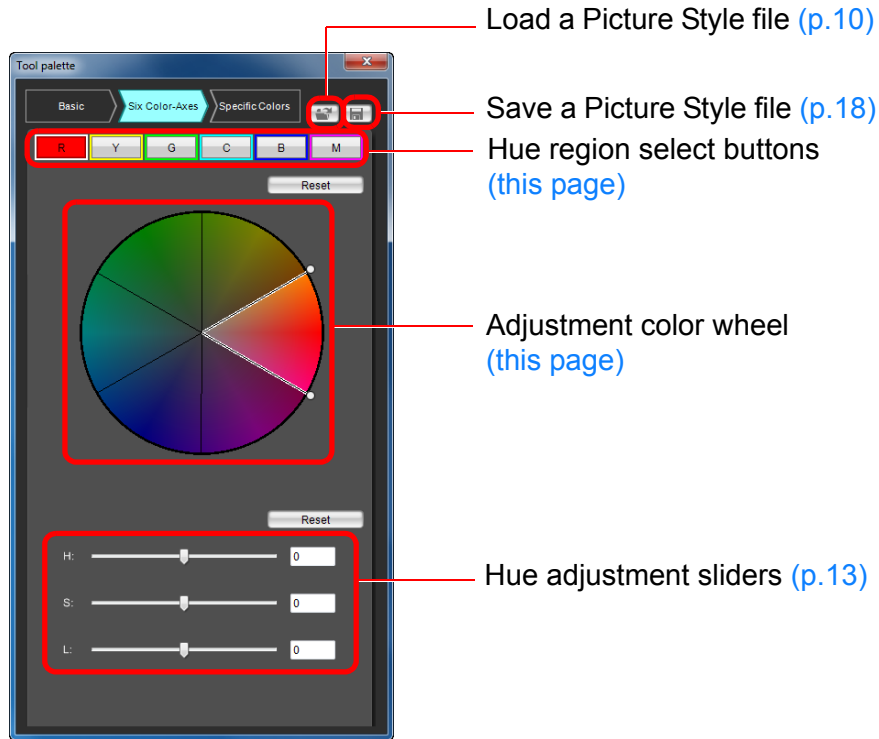 Load a Picture Style file (p.10)
Tool palette
Basic Six Color-Axes Specific Colors
Save a Picture Style file (p.18)
R Y G C B M
Hue region select buttons
(this page)
Reset
Adjustment color wheel
(this page)
Reset
H: 0
Hue adjustment sliders (p.13)
S: 0
L: 0